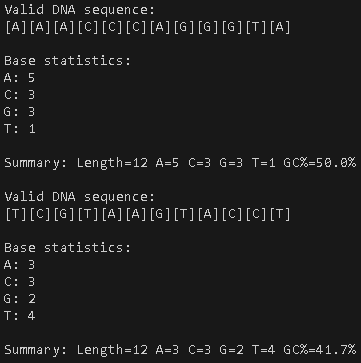 Valid DNA sequence:
[A][A][A][C][C][C][A][G][G][G][T][A]
Base statistics:
A: 5
C: 3
G: 3
T: 1
Summary: Length=12 A=5 C=3 G=3 T=1 GC%=50.0%
Valid DNA sequence:
[T][C][G][T][A][A][G][T][A][C][C][T]
Base statistics:
A: 3
C: 3
G: 2
T: 4
Summary: Length=12 A=3 C=3 G=2 T=4 GC%=41.7%